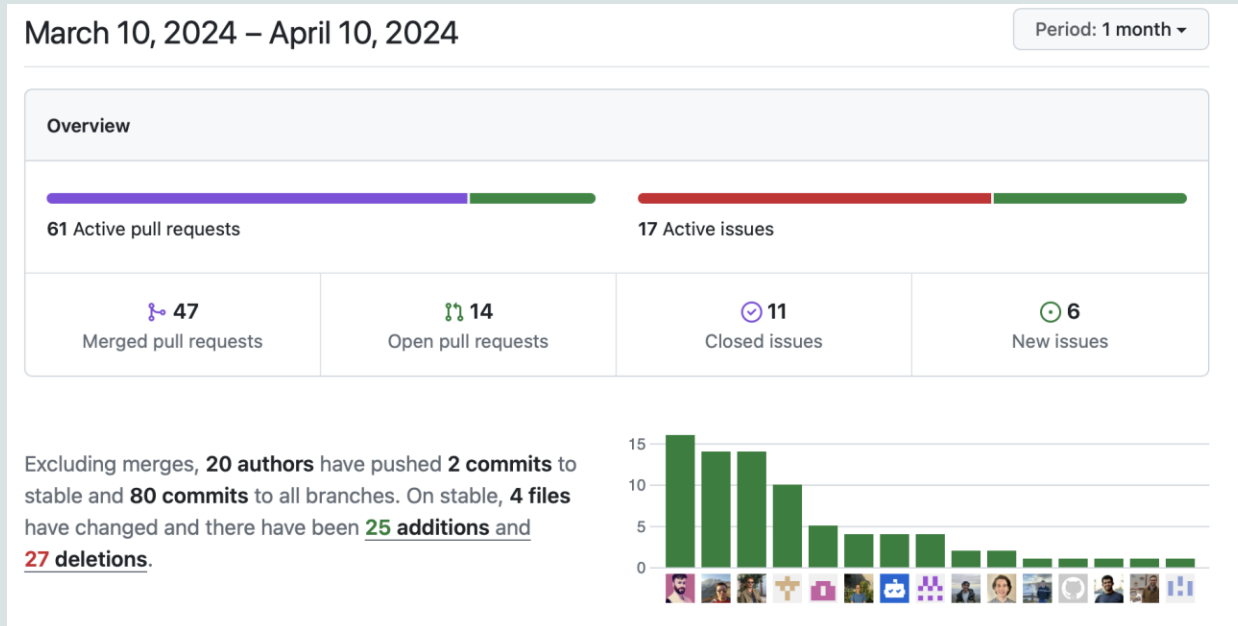 March 10, 2024 – April 10, 2024
Period: 1 month
Overview
61 Active pull requests
17 Active issues
47
Merged pull requests
14
Open pull requests
11
Closed issues
6
New issues
Excluding merges, 20 authors have pushed 2 commits to
stable and 80 commits to all branches. On stable, 4 files
have changed and there have been 25 additions and
27 deletions.
15
10
5
0